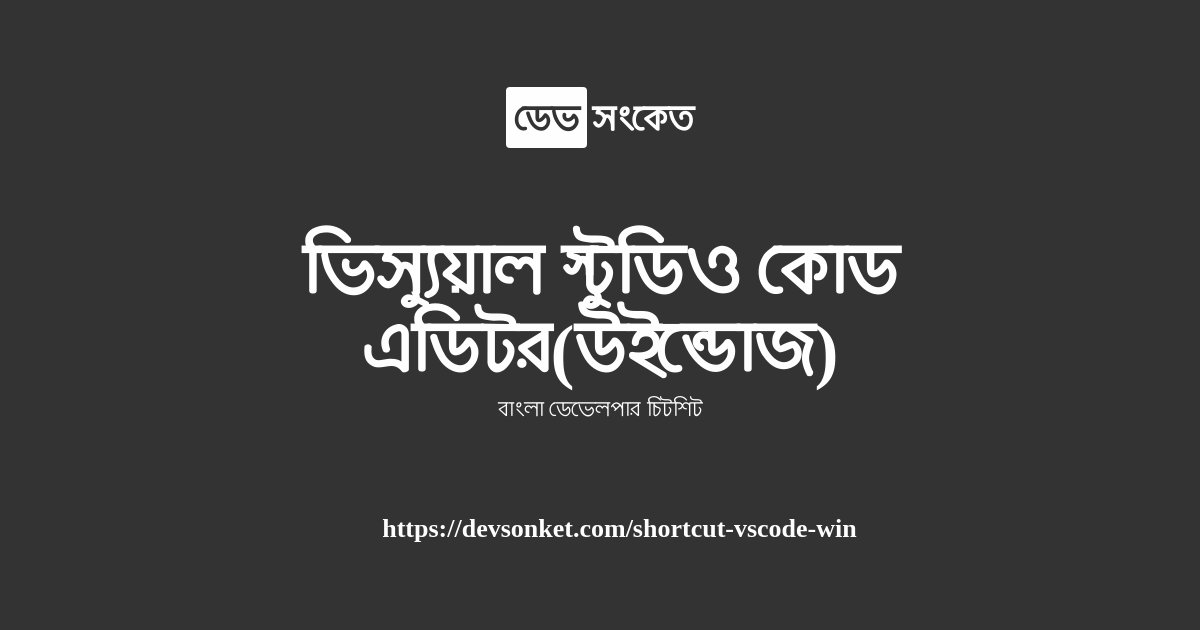 ডেভ সংকেত
ভিস্যুয়াল স্টুডিও কোড
এডিটর(উইন্ডোজ)
বাংলা ডেভেলপার চিটশিট
https://devsonket.com/shortcut-vscode-win